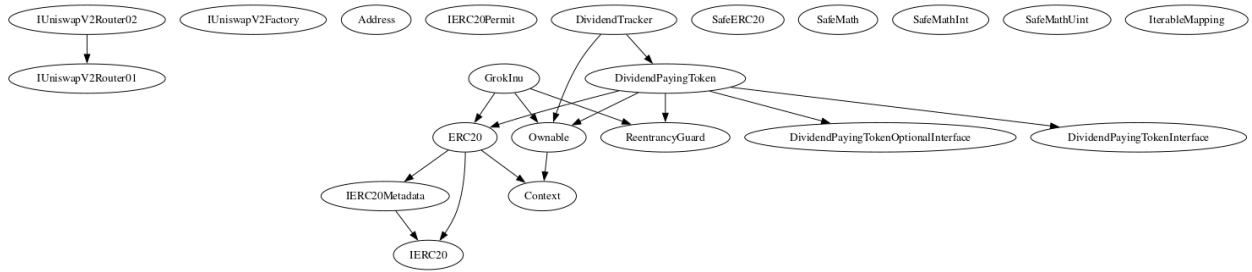 IUniswapV2Router02
IUniswapV2Factory
Address
IERC20Permit
DividendTracker
SafeERC20
SafeMath
SafeMathInt
SafeMathUint
IterableMapping
IUniswapV2Router01
GrokInu
DividendPayingToken
ERC20
Ownable
ReentrancyGuard
DividendPayingTokenOptionalInterface
DividendPayingTokenInterface
IERC20Metadata
Context
IERC20